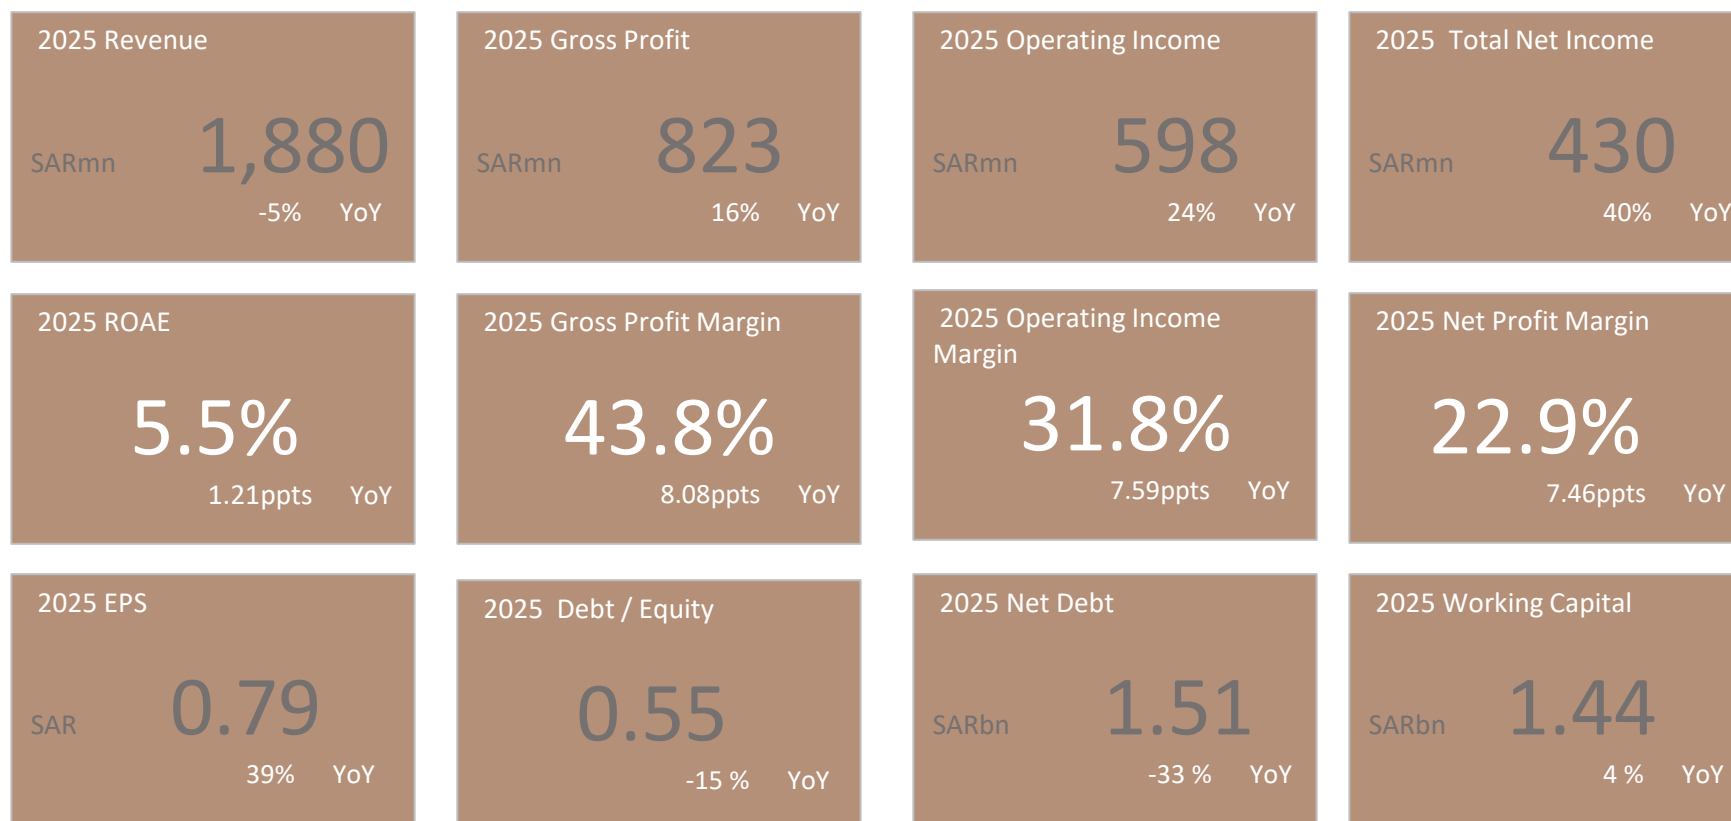 2025 Revenue
SARmn 1,880
-5% YoY
2025 Gross Profit
SARmn 823
16% YoY
2025 Operating Income
SARmn 598
24% YoY
2025 Total Net Income
SARmn 430
40% YoY
2025 ROAE
5.5%
1.21ppts YoY
2025 Gross Profit Margin
43.8%
8.08ppts YoY
2025 Operating Income
Margin
31.8%
7.59ppts YoY
2025 Net Profit Margin
22.9%
7.46ppts YoY
2025 EPS
SAR 0.79
39% YoY
2025 Debt / Equity
0.55
-15 % YoY
2025 Net Debt
SARbn 1.51
-33 % YoY
2025 Working Capital
SARbn 1.44
4 % YoY